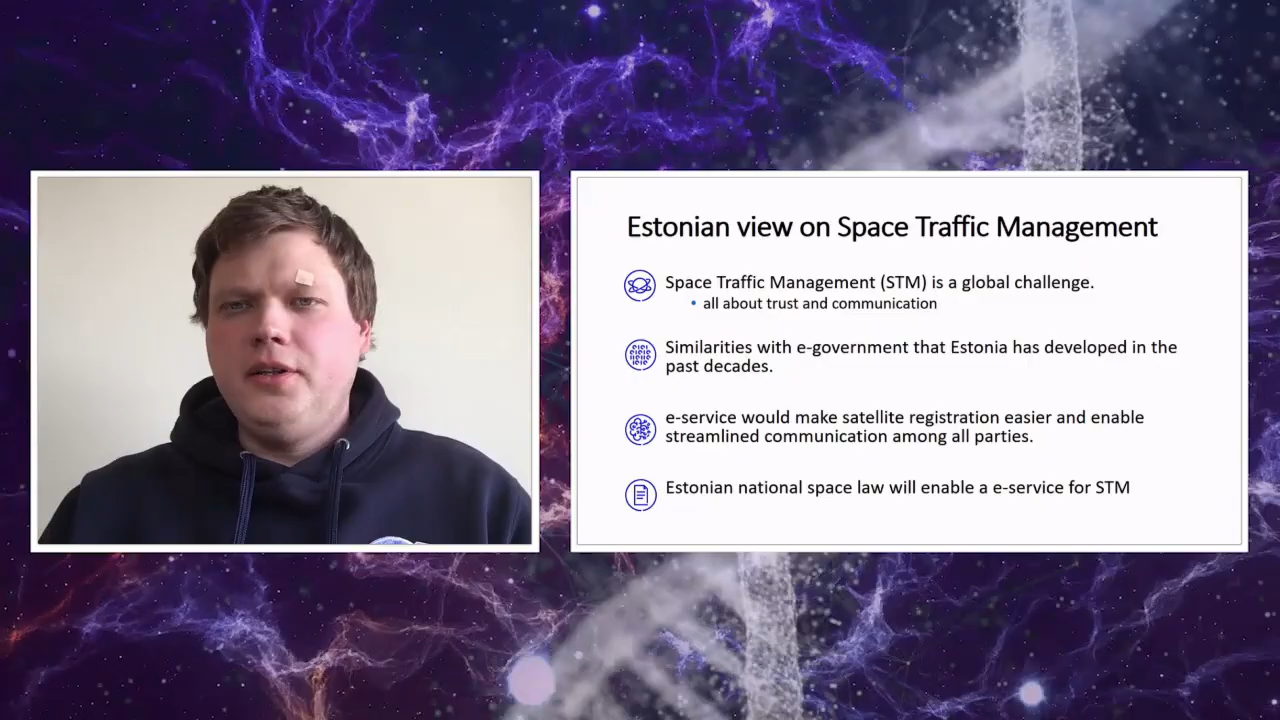 Estonian view on Space Traffic Management
Space Traffic Management (STM) is a global challenge.
• all about trust and communication
Similarities with e-government that Estonia has developed in the
past decades.
e-service would make satellite registration easier and enable
streamlined communication among all parties.
Estonian national space law will enable a e-service for STM